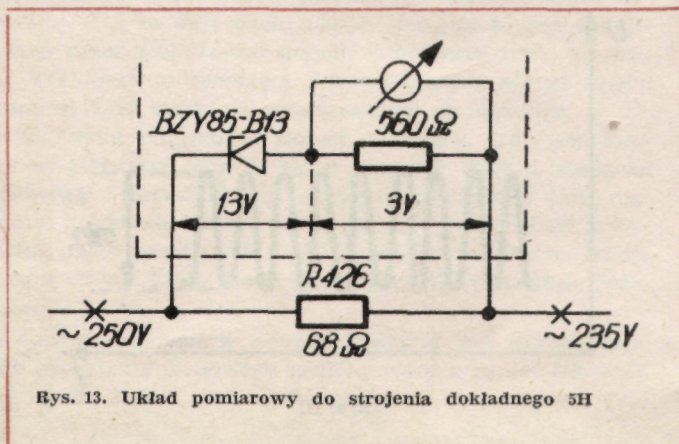 BZY85-B13
560 Ω
13V
3V
R426
68 Ω
~250V
~235V
Rys. 13. Układ pomiarowy do strojenia dokładnego 5H